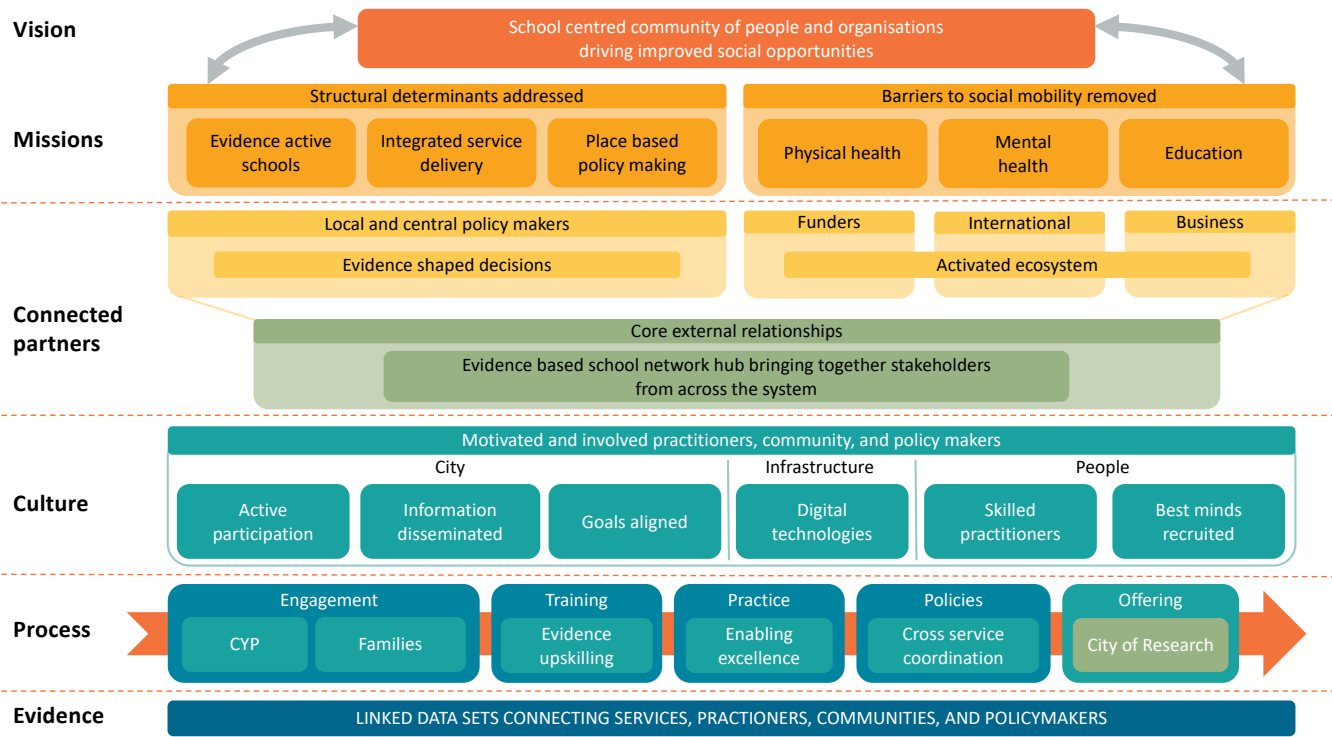 Vision
School centred community of people and organisations
driving improved social opportunities
Missions
Structural determinants addressed
Evidence active
schools
Integrated service
delivery
Place based
policy making
Barriers to social mobility removed
Physical health
Mental
health
Education
Connected
partners
Local and central policy makers
Evidence shaped decisions
Funders
International
Business
Activated ecosystem
Core external relationships
Evidence based school network hub bringing together stakeholders
from across the system
Culture
Motivated and involved practitioners, community, and policy makers
City
Active
participation
Information
disseminated
Goals aligned
Infrastructure
Digital
technologies
People
Skilled
practitioners
Best minds
recruited
Process
Engagement
CYP
Families
Training
Evidence
upskilling
Practice
Enabling
excellence
Policies
Cross service
coordination
Offering
City of Research
Evidence
LINKED DATA SETS CONNECTING SERVICES, PRACTIONERS, COMMUNITIES, AND POLICYMAKERS